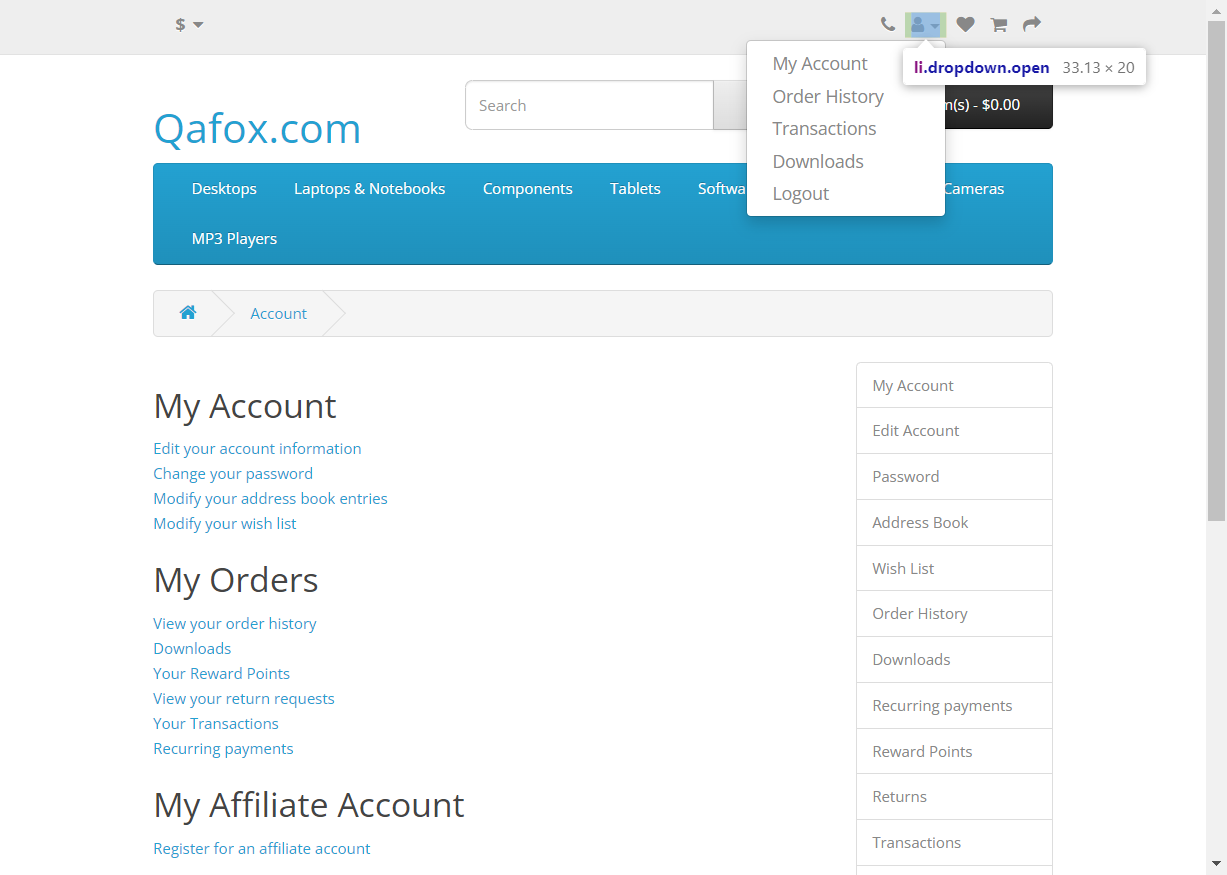 $
My Account
Order History
Transactions
Downloads
Logout
li.dropdown.open 33.13 × 20
Qafox.com
Search
(s) - $0.00
Desktops Laptops & Notebooks Components Tablets Cameras
MP3 Players
Account
My Account
Edit your account information
Change your password
Modify your address book entries
Modify your wish list
My Orders
View your order history
Downloads
Your Reward Points
View your return requests
Your Transactions
Recurring payments
My Affiliate Account
Register for an affiliate account
My Account
Edit Account
Password
Address Book
Wish List
Order History
Downloads
Recurring payments
Reward Points
Returns
Transactions